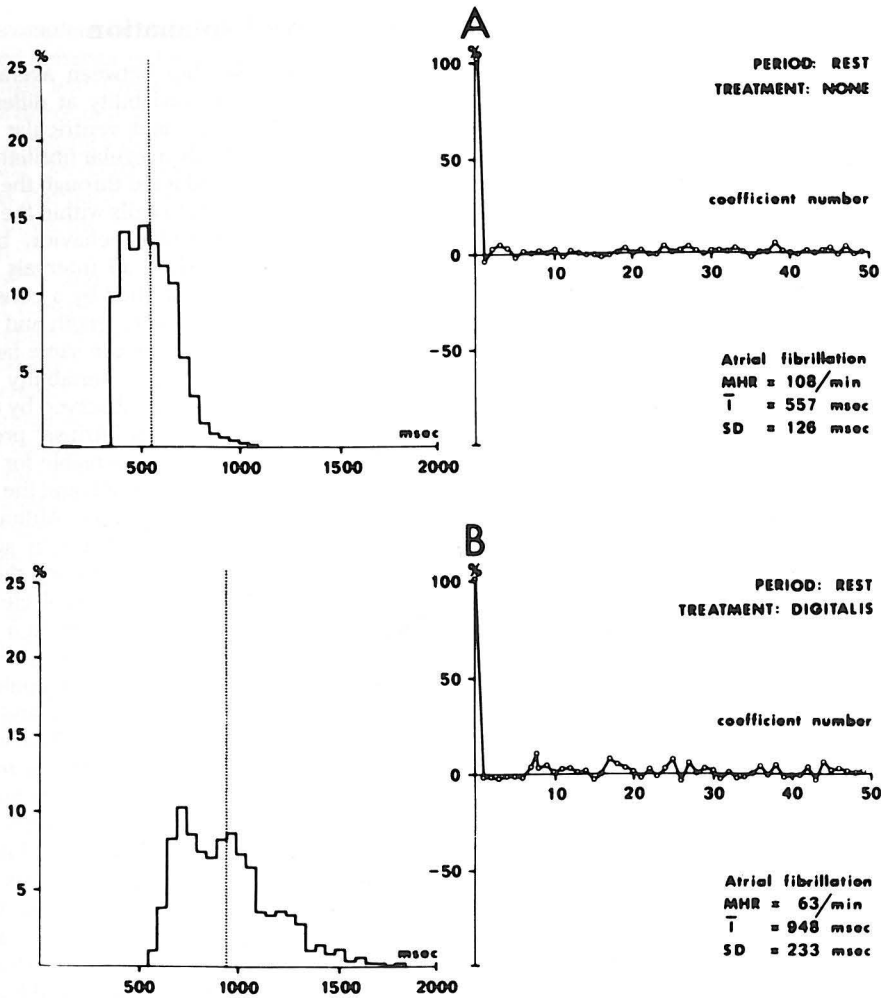 A
%
25
20
15
10
5
msec
500
1000
1500
2000
%
100
50
0
-50
PERIOD: REST
TREATMENT: NONE
coefficient number
10
20
30
40
50
Atrial fibrillation
MHR = 108/min
I = 557 msec
SD = 126 msec
B
%
25
20
15
10
5
msec
500
1000
1500
2000
%
100
50
0
-50
PERIOD: REST
TREATMENT: DIGITALIS
coefficient number
10
20
30
40
50
Atrial fibrillation
MHR = 63/min
I = 948 msec
SD = 233 msec